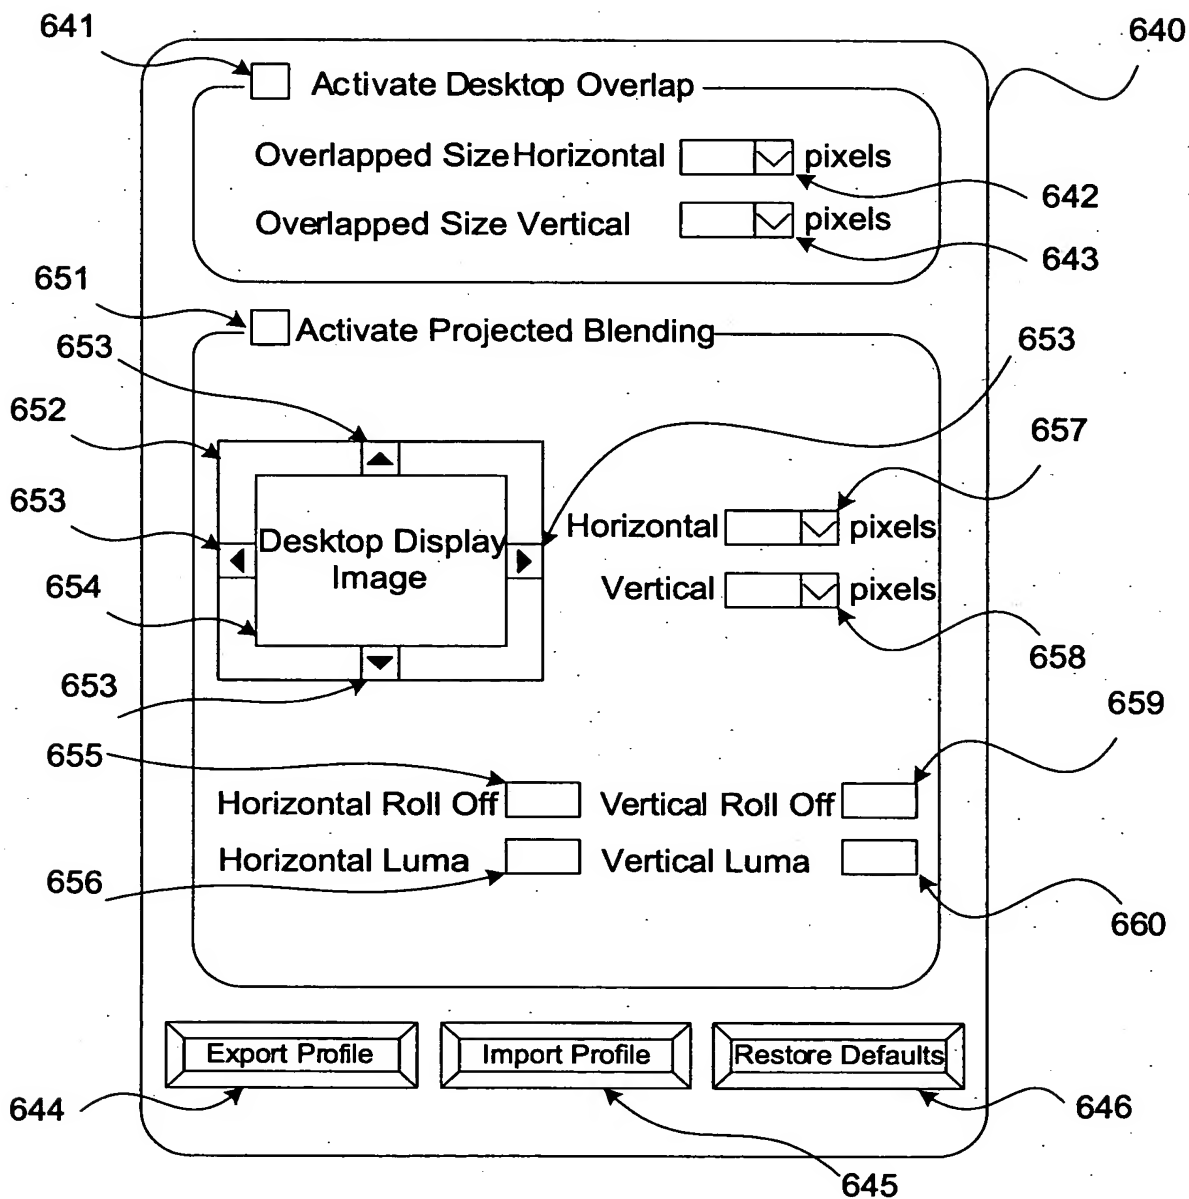 641
640
Activate Desktop Overlap
Overlapped Size Horizontal pixels
642
Overlapped Size Vertical pixels
643
651
Activate Projected Blending
653
653
652
657
653
Horizontal pixels
Desktop Display
Image
654
Vertical pixels
658
653
659
655
Horizontal Roll Off Vertical Roll Off
Horizontal Luma Vertical Luma
656
660
Export Profile Import Profile Restore Defaults
644
646
645